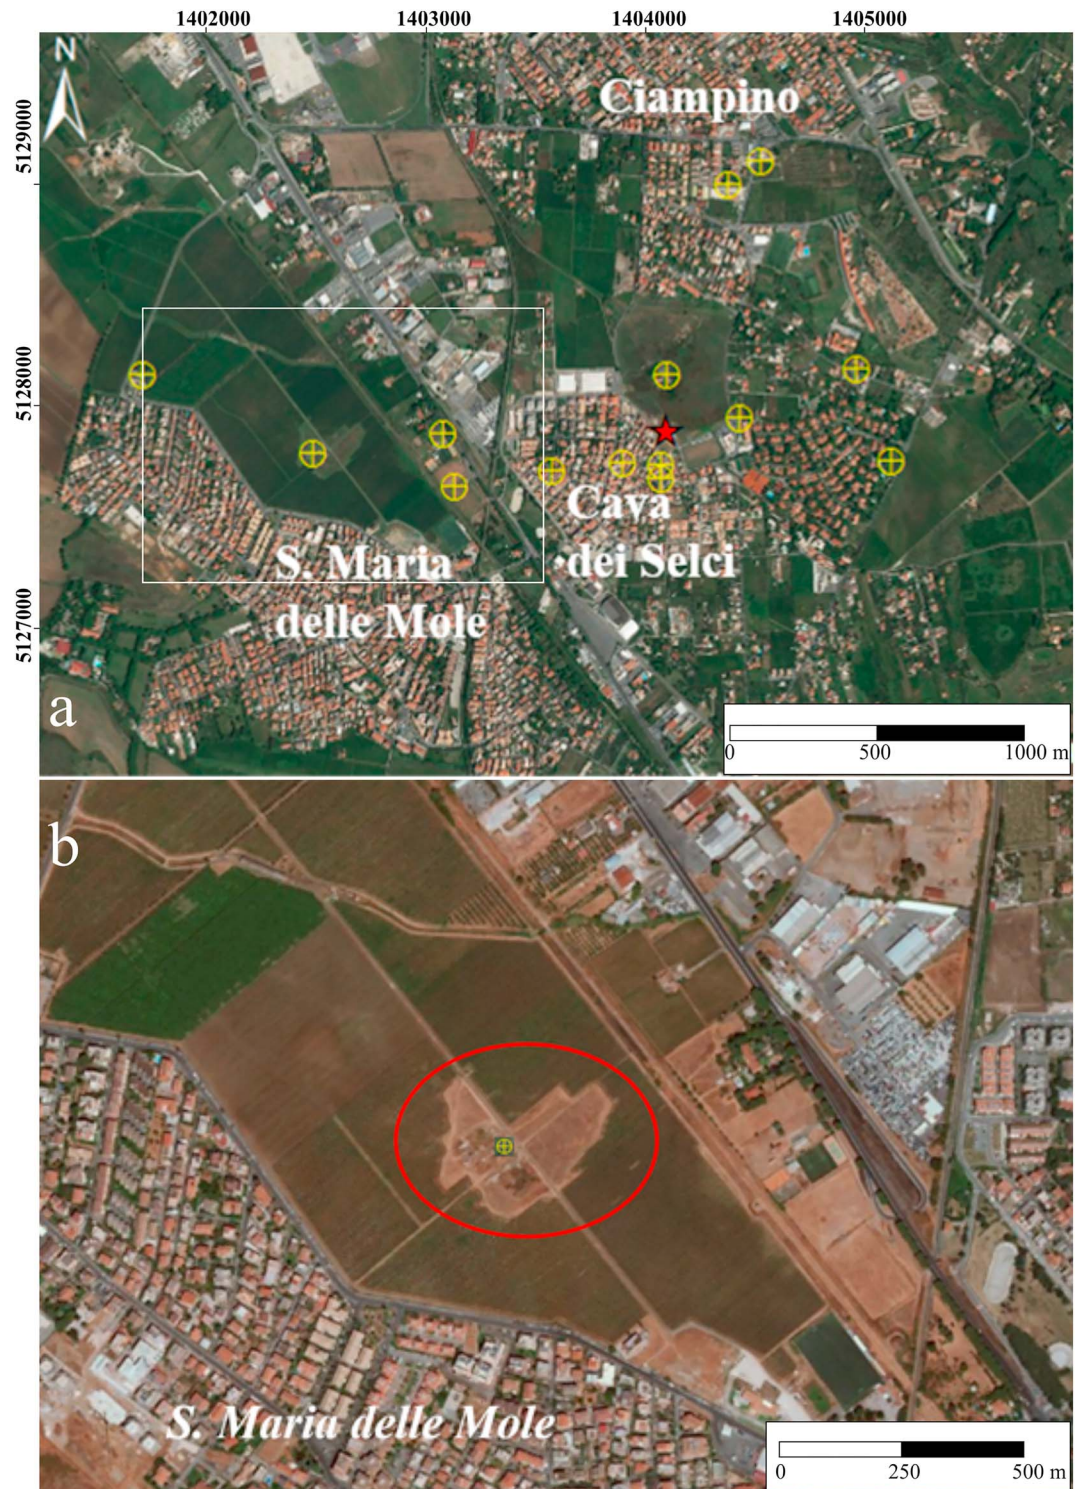 1402000 1403000 1404000 1405000
N
Ciampino
5129000
5128000
Cava
dei Selci
S. Maria
delle Mole
5127000
a
0 500 1000 m
b
S. Maria delle Mole
0 250 500 m